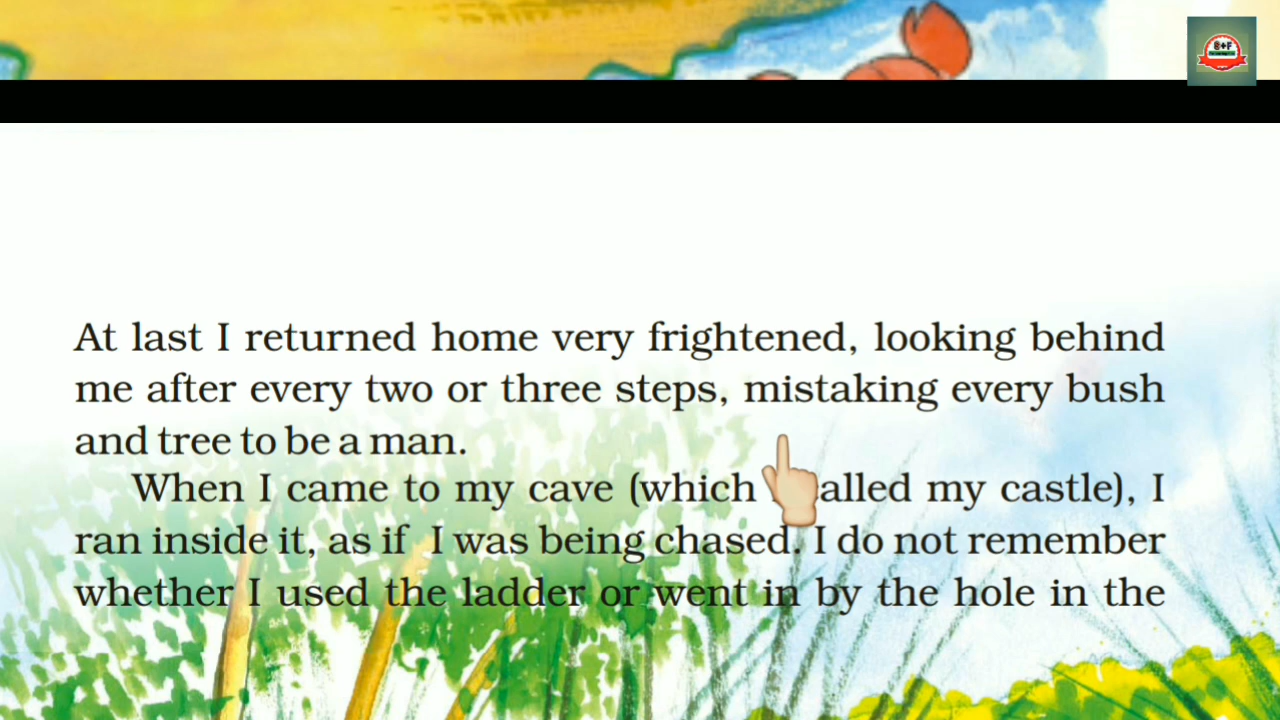 8+F
At last I returned home very frightened, looking behind
me after every two or three steps, mistaking every bush
and tree to be a man.
When I came to my cave (which alled my castle), I
ran inside it, as if I was being chased. I do not remember
whether I used the ladder or went in by the hole in the